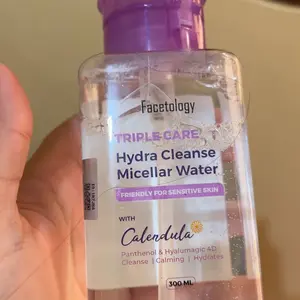 Facetology
TRIPLE CARE
Hydra Cleanse
Micellar Water
FRIENDLY FOR SENSITIVE SKIN
WITH
Calendula
Panthenol & Hyalumagic 4D
Cleanse | Calming | Hydrates
300 ML